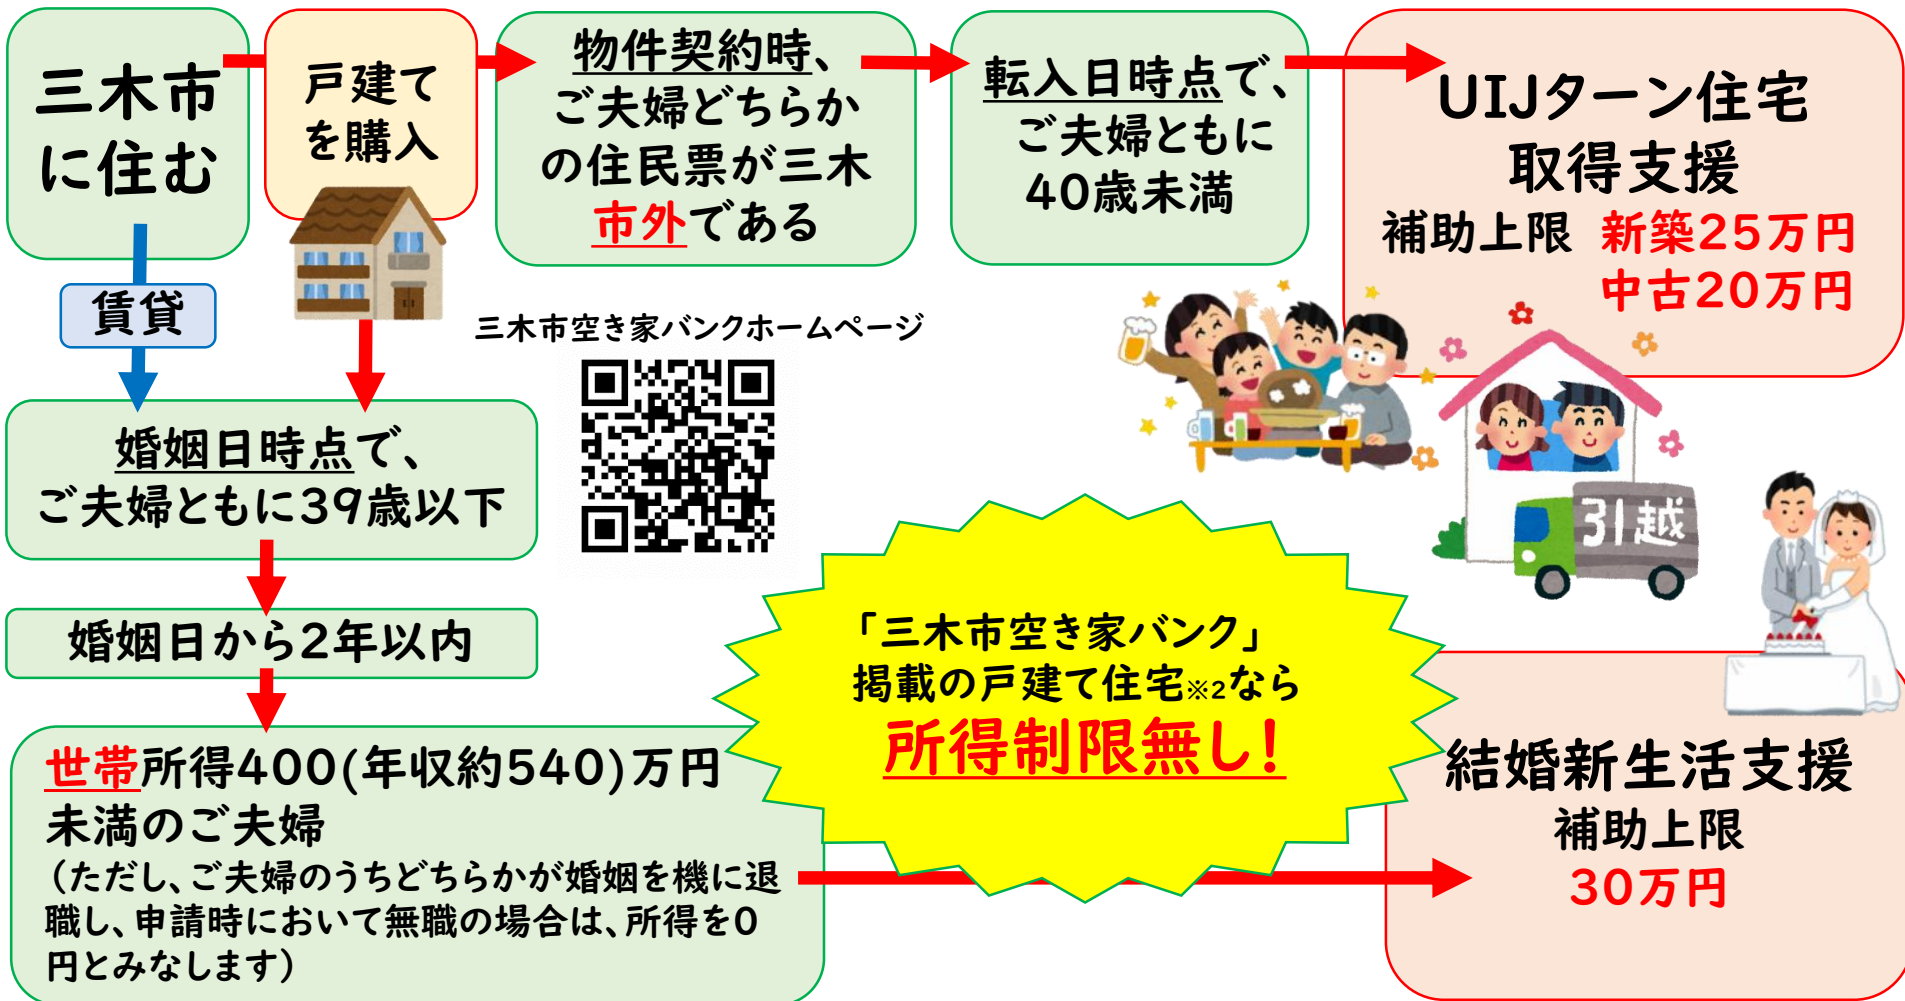 三木市
に住む
戸建て
を購入
物件契約時、
ご夫婦どちらか
の住民票が三木
市外である
転入日時点で、
ご夫婦ともに
40歳未満
UIJターン住宅
取得支援
補助上限 新築25万円
中古20万円
賃貸
三木市空き家バンクホームページ
婚姻日時点で、
ご夫婦ともに39歳以下
引越
婚姻日から2年以内
「三木市空き家バンク」
掲載の戸建て住宅※2なら
所得制限無し!
世帯所得400(年収約540)万円
未満のご夫婦
(ただし、ご夫婦のうちどちらかが婚姻を機に退
職し、申請時において無職の場合は、所得を0
円とみなします)
結婚新生活支援
補助上限
30万円